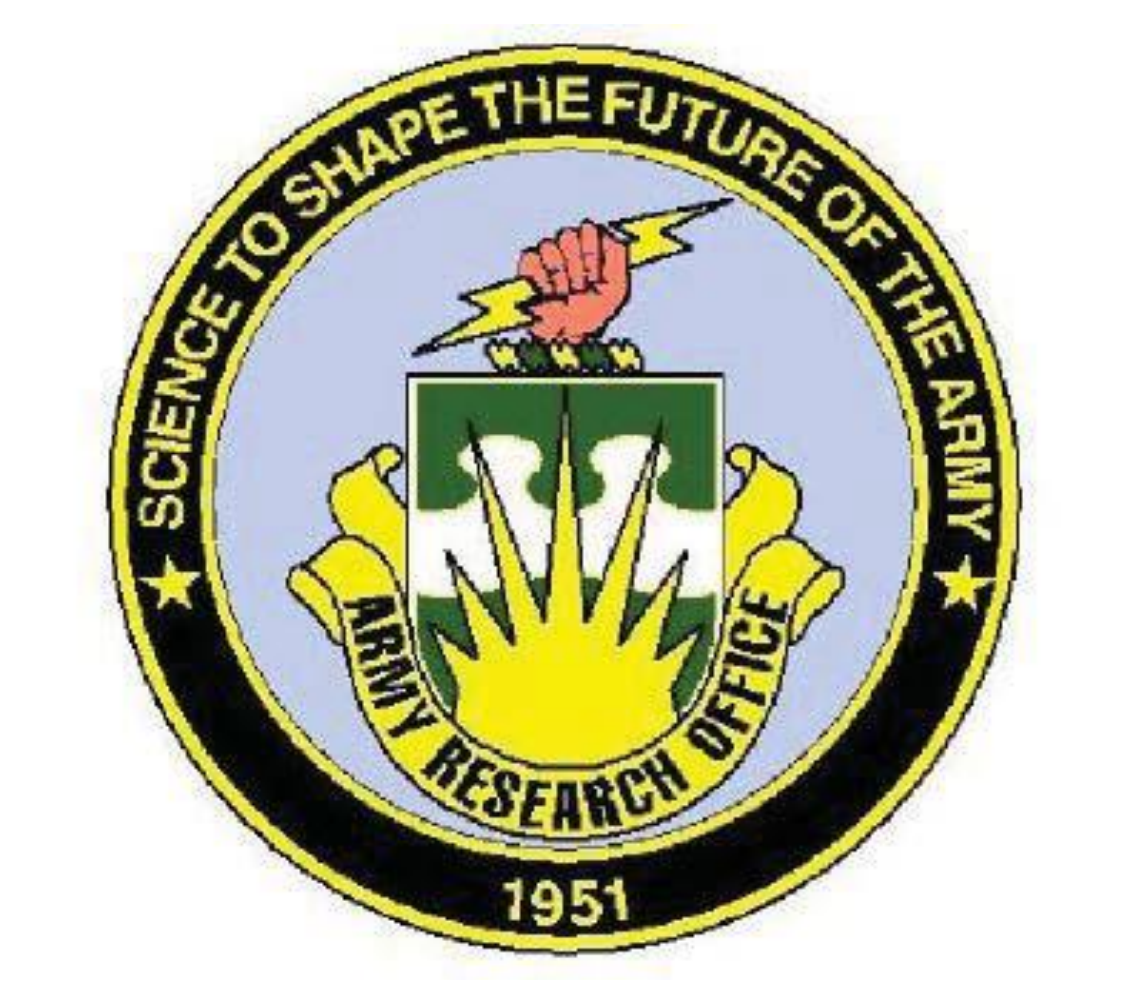 SCIENCE TO SHAPE THE FUTURE OF THE ARMY
ARMY RESEARCH OFFICE
1951